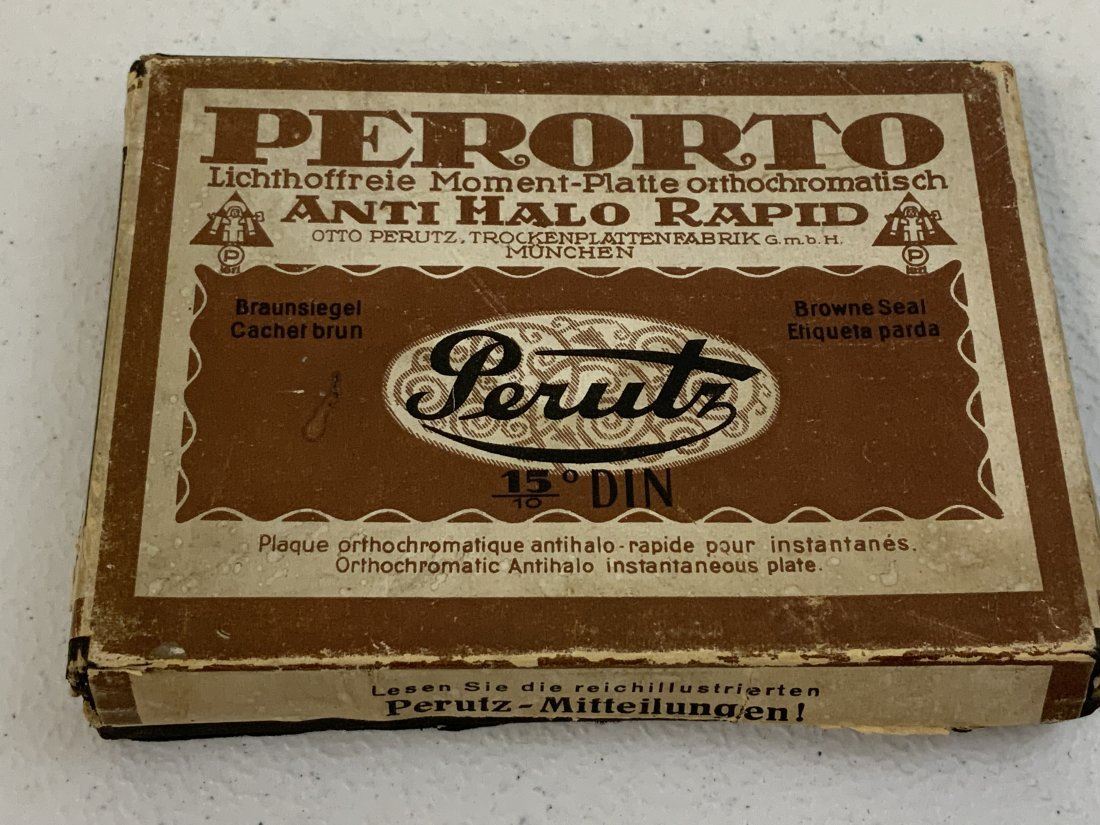 PERORTO
Lichthoffreie Moment-Platte orthochromatisch
ANTI HALO RAPID
OTTO PERUTZ, TROCKENPLATTENFABRIK G.m.b.H.
MÜNCHEN
P
P
Braunsiegel
Cachet brun
Browne Seal
Etiqueta parda
Perutz
15/10° DIN
Plaque orthochromatique antihalo-rapide pour instantanés.
Orthochromatic Antihalo instantaneous plate.
Lesen Sie die reichillustrierten
Perutz-Mitteilungen!